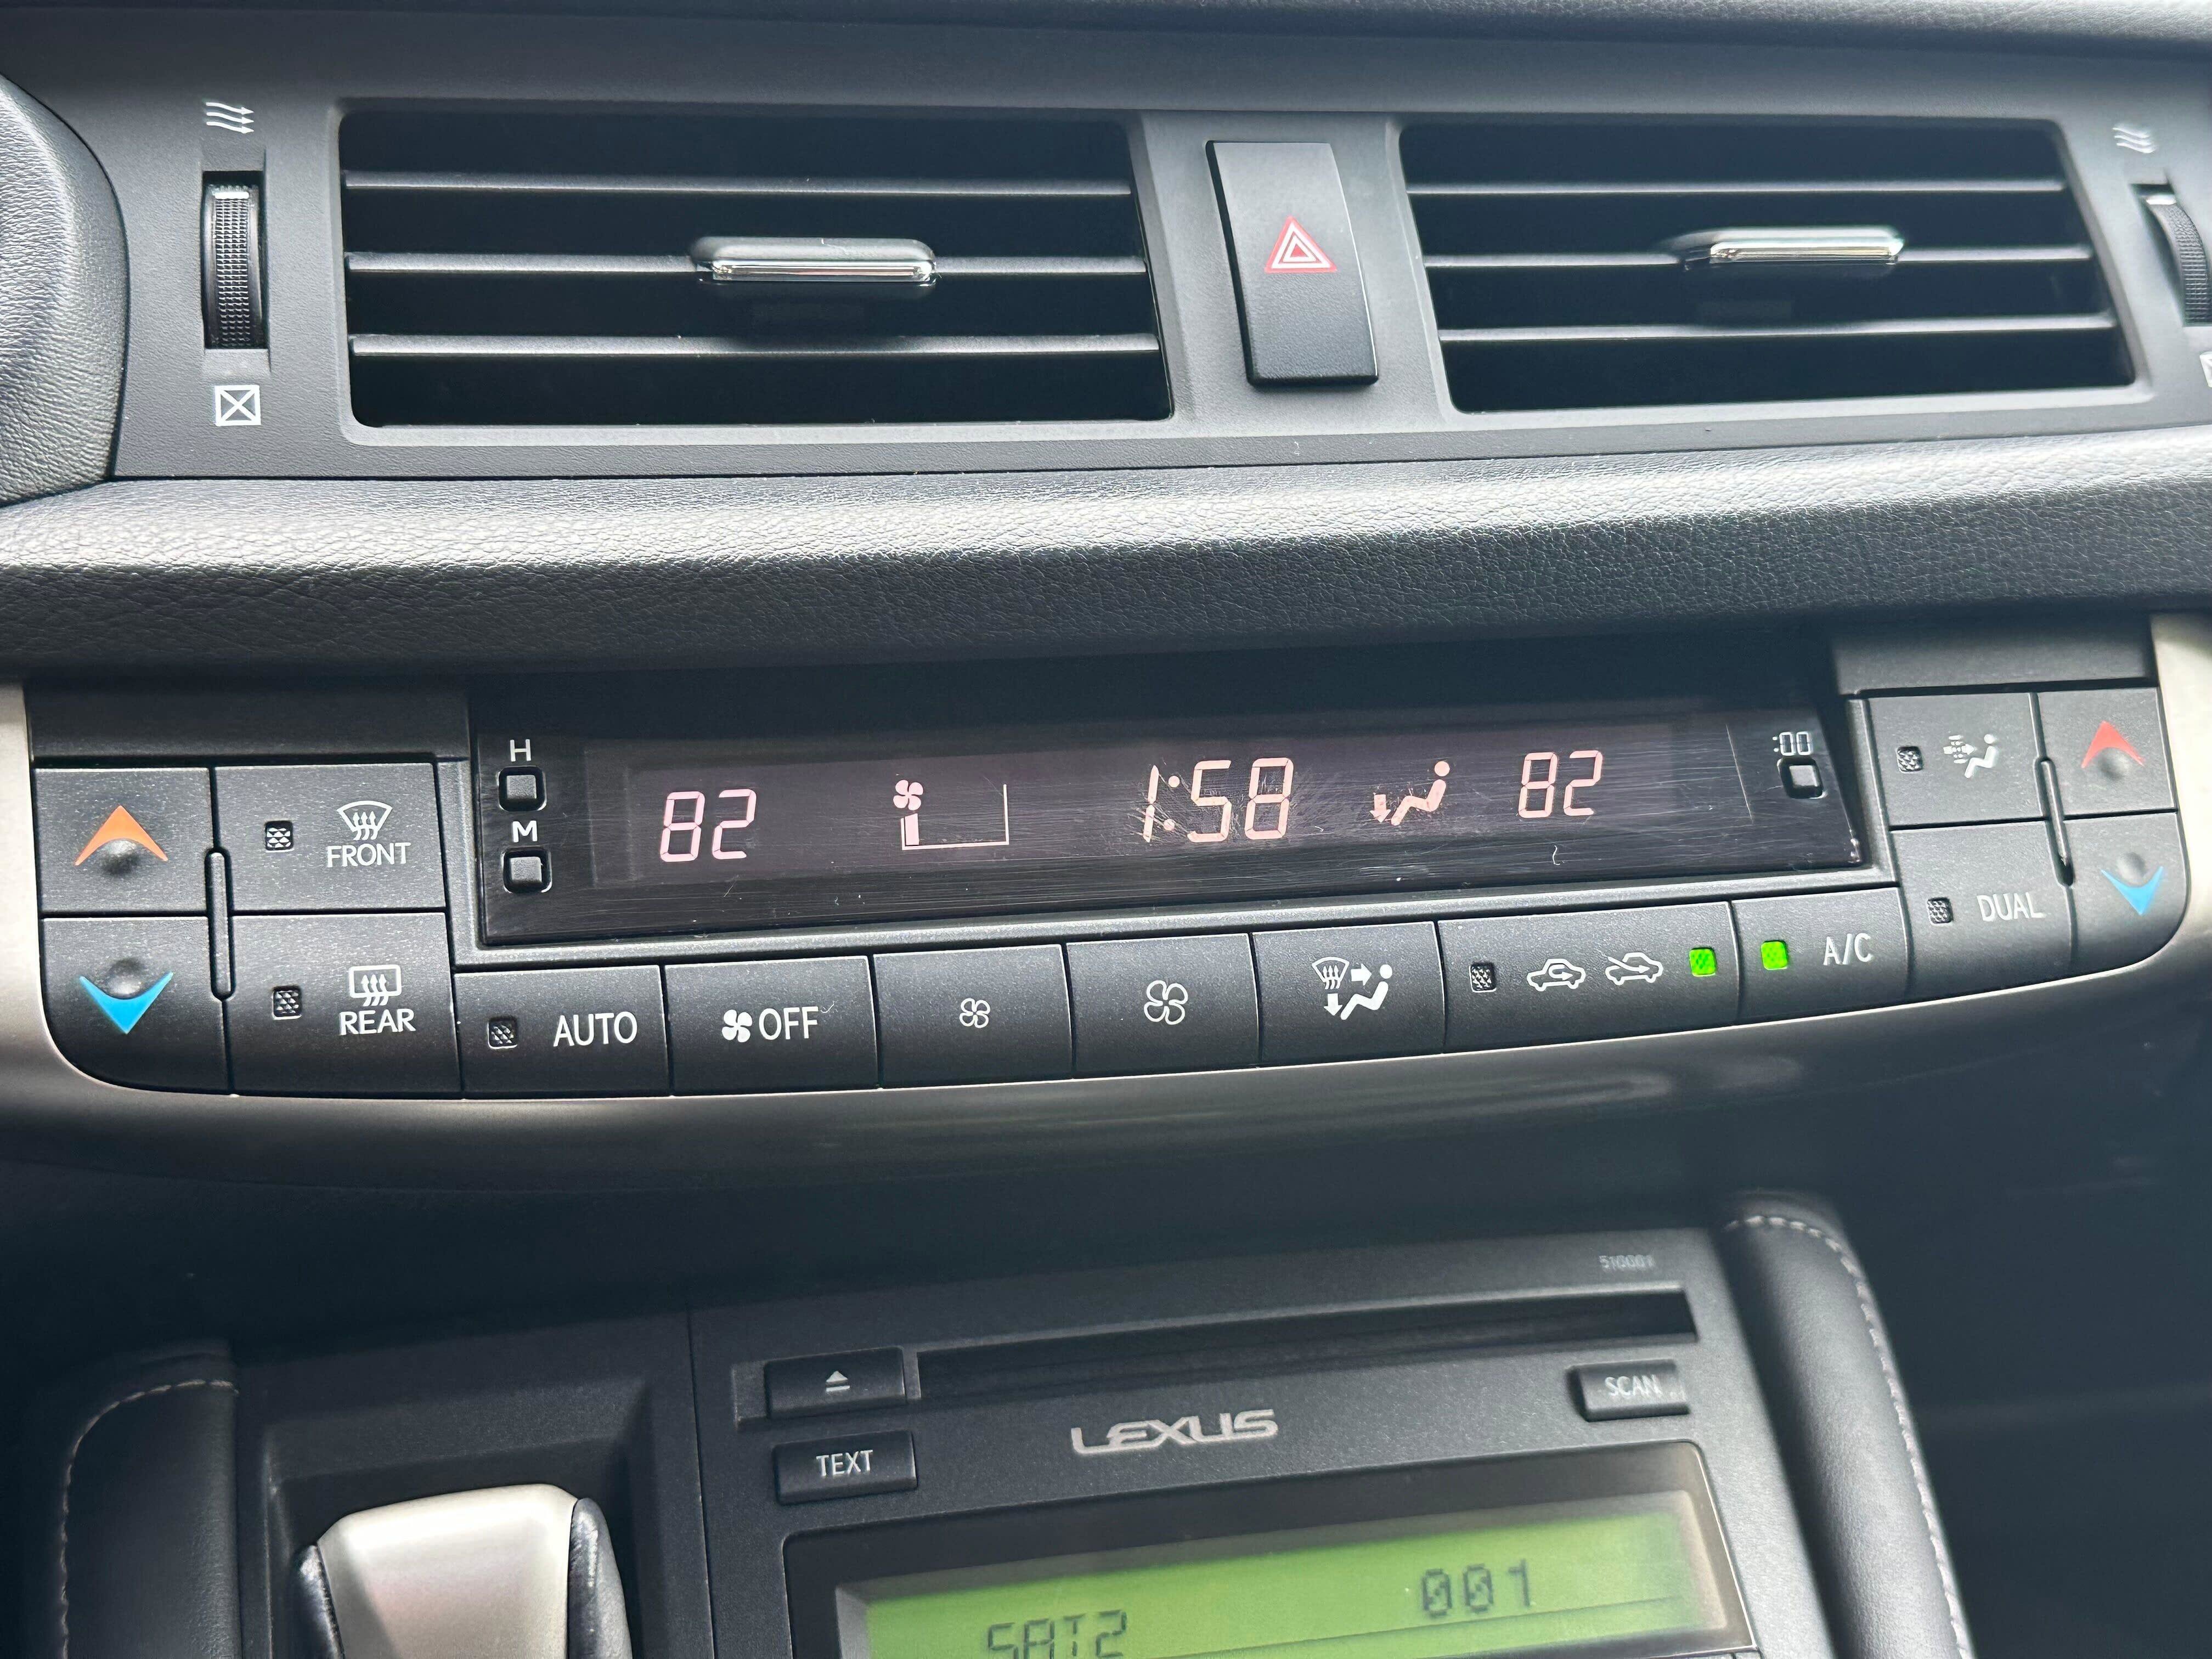 H
M
82
1:58
82
:00
FRONT
REAR
AUTO
OFF
A/C
DUAL
510001
LEXUS
SCAN
TEXT
001
SAT2